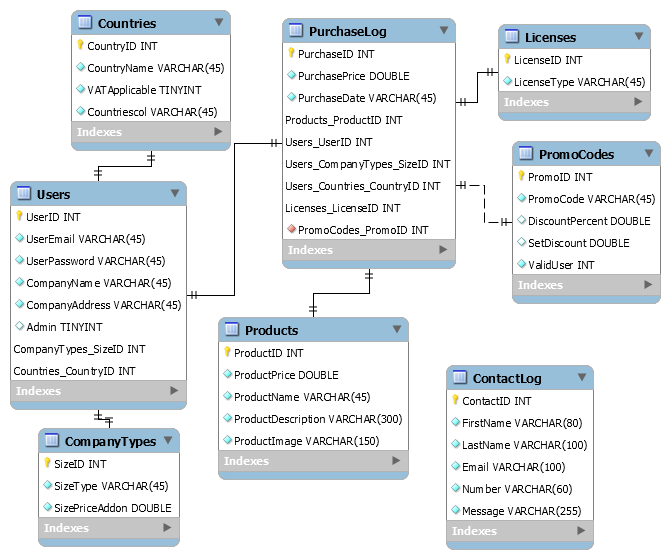 Countries
CountryID INT
CountryName VARCHAR(45)
VATApplicable TINYINT
Countriescol VARCHAR(45)
Indexes
PurchaseLog
PurchaseID INT
PurchasePrice DOUBLE
PurchaseDate VARCHAR(45)
Products_ProductID INT
Users_UserID INT
Users_CompanyTypes_SizeID INT
Users_Countries_CountryID INT
Licenses_LicenseID INT
PromoCodes_PromoID INT
Indexes
Licenses
LicenseID INT
LicenseType VARCHAR(45)
Indexes
PromoCodes
PromoID INT
PromoCode VARCHAR(45)
DiscountPercent DOUBLE
SetDiscount DOUBLE
ValidUser INT
Indexes
Users
UserID INT
UserEmail VARCHAR(45)
UserPassword VARCHAR(45)
CompanyName VARCHAR(45)
CompanyAddress VARCHAR(45)
Admin TINYINT
CompanyTypes_SizeID INT
Countries_CountryID INT
Indexes
Products
ProductID INT
ProductPrice DOUBLE
ProductName VARCHAR(45)
ProductDescription VARCHAR(300)
ProductImage VARCHAR(150)
Indexes
ContactLog
ContactID INT
FirstName VARCHAR(80)
LastName VARCHAR(100)
Email VARCHAR(100)
Number VARCHAR(60)
Message VARCHAR(255)
Indexes
CompanyTypes
SizeID INT
SizeType VARCHAR(45)
SizePriceAddon DOUBLE
Indexes